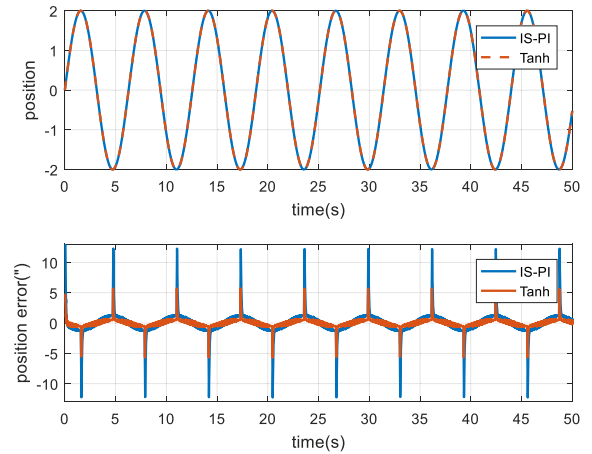 2
1
0
-1
-2
position
IS-PI
Tanh
0 5 10 15 20 25 30 35 40 45 50
time(s)
10
5
0
-5
-10
position error(")
IS-PI
Tanh
0 5 10 15 20 25 30 35 40 45 50
time(s)